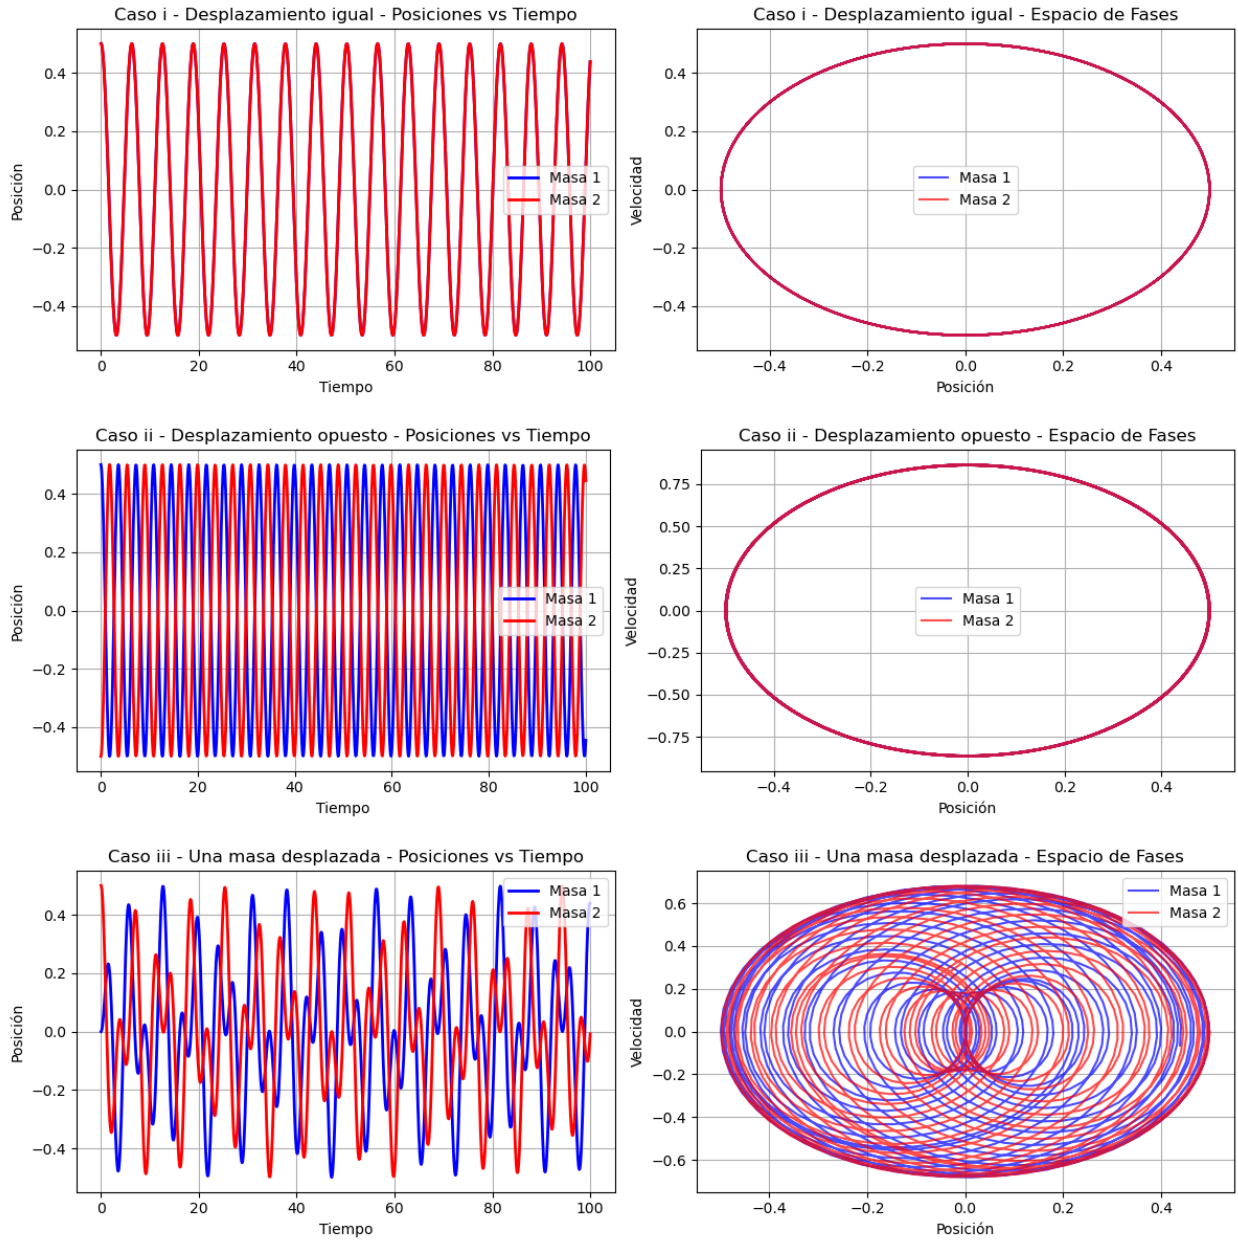 Caso i - Desplazamiento igual - Posiciones vs Tiempo
Posición
0.4
0.2
0.0
−0.2
−0.4
0
20
40
60
80
100
Tiempo
Masa 1
Masa 2
Caso i - Desplazamiento igual - Espacio de Fases
Velocidad
0.4
0.2
0.0
−0.2
−0.4
−0.4
−0.2
0.0
0.2
0.4
Posición
Masa 1
Masa 2
Caso ii - Desplazamiento opuesto - Posiciones vs Tiempo
Posición
0.4
0.2
0.0
−0.2
−0.4
0
20
40
60
80
100
Tiempo
Masa 1
Masa 2
Caso ii - Desplazamiento opuesto - Espacio de Fases
Velocidad
0.75
0.50
0.25
0.00
−0.25
−0.50
−0.75
−0.4
−0.2
0.0
0.2
0.4
Posición
Masa 1
Masa 2
Caso iii - Una masa desplazada - Posiciones vs Tiempo
Posición
0.4
0.2
0.0
−0.2
−0.4
0
20
40
60
80
100
Tiempo
Masa 1
Masa 2
Caso iii - Una masa desplazada - Espacio de Fases
Velocidad
0.6
0.4
0.2
0.0
−0.2
−0.4
−0.6
−0.4
−0.2
0.0
0.2
0.4
Posición
Masa 1
Masa 2